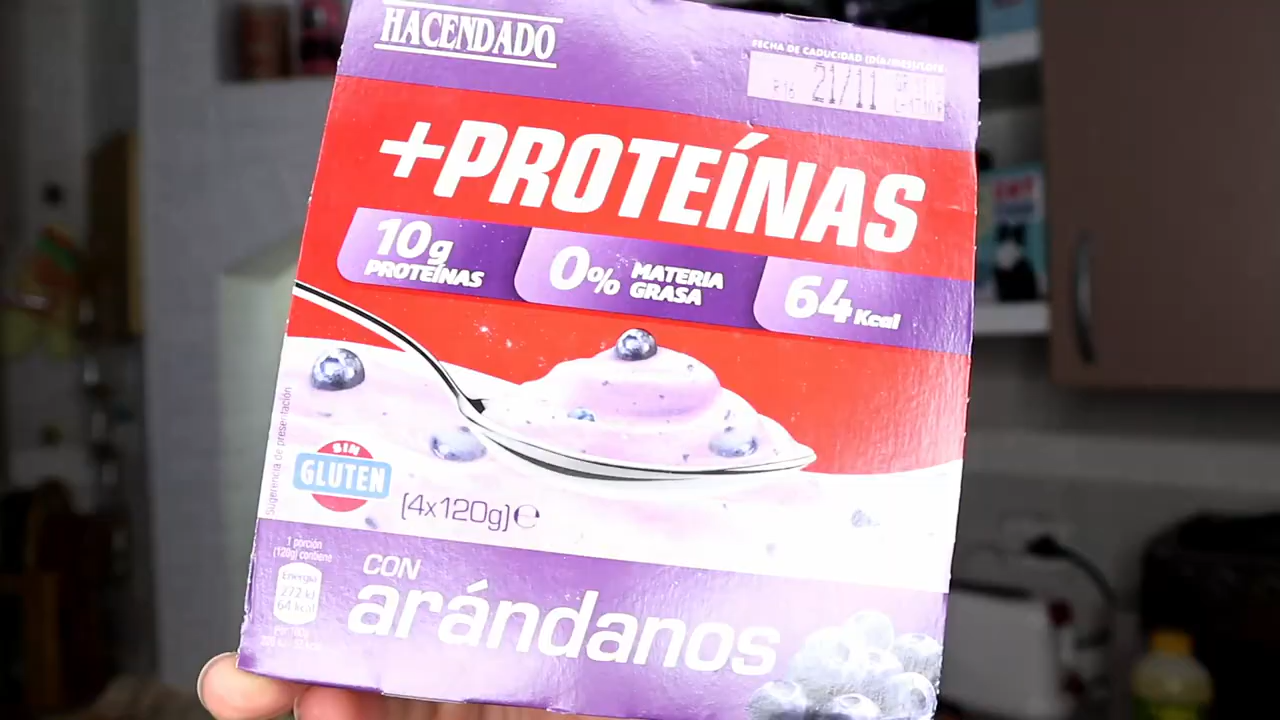 HACENDADO
FECHA DE CADUCIDAD (DÍA/MES)/LOTE
21/11
+PROTEÍNAS
10g
PROTEÍNAS
0% MATERIA
GRASA
64 Kcal
Sugerencia de presentación
SIN
GLUTEN
[4x120g]℮
1 porción
(120g) contiene
Energía
272 kJ
64 kcal
CON
arándanos